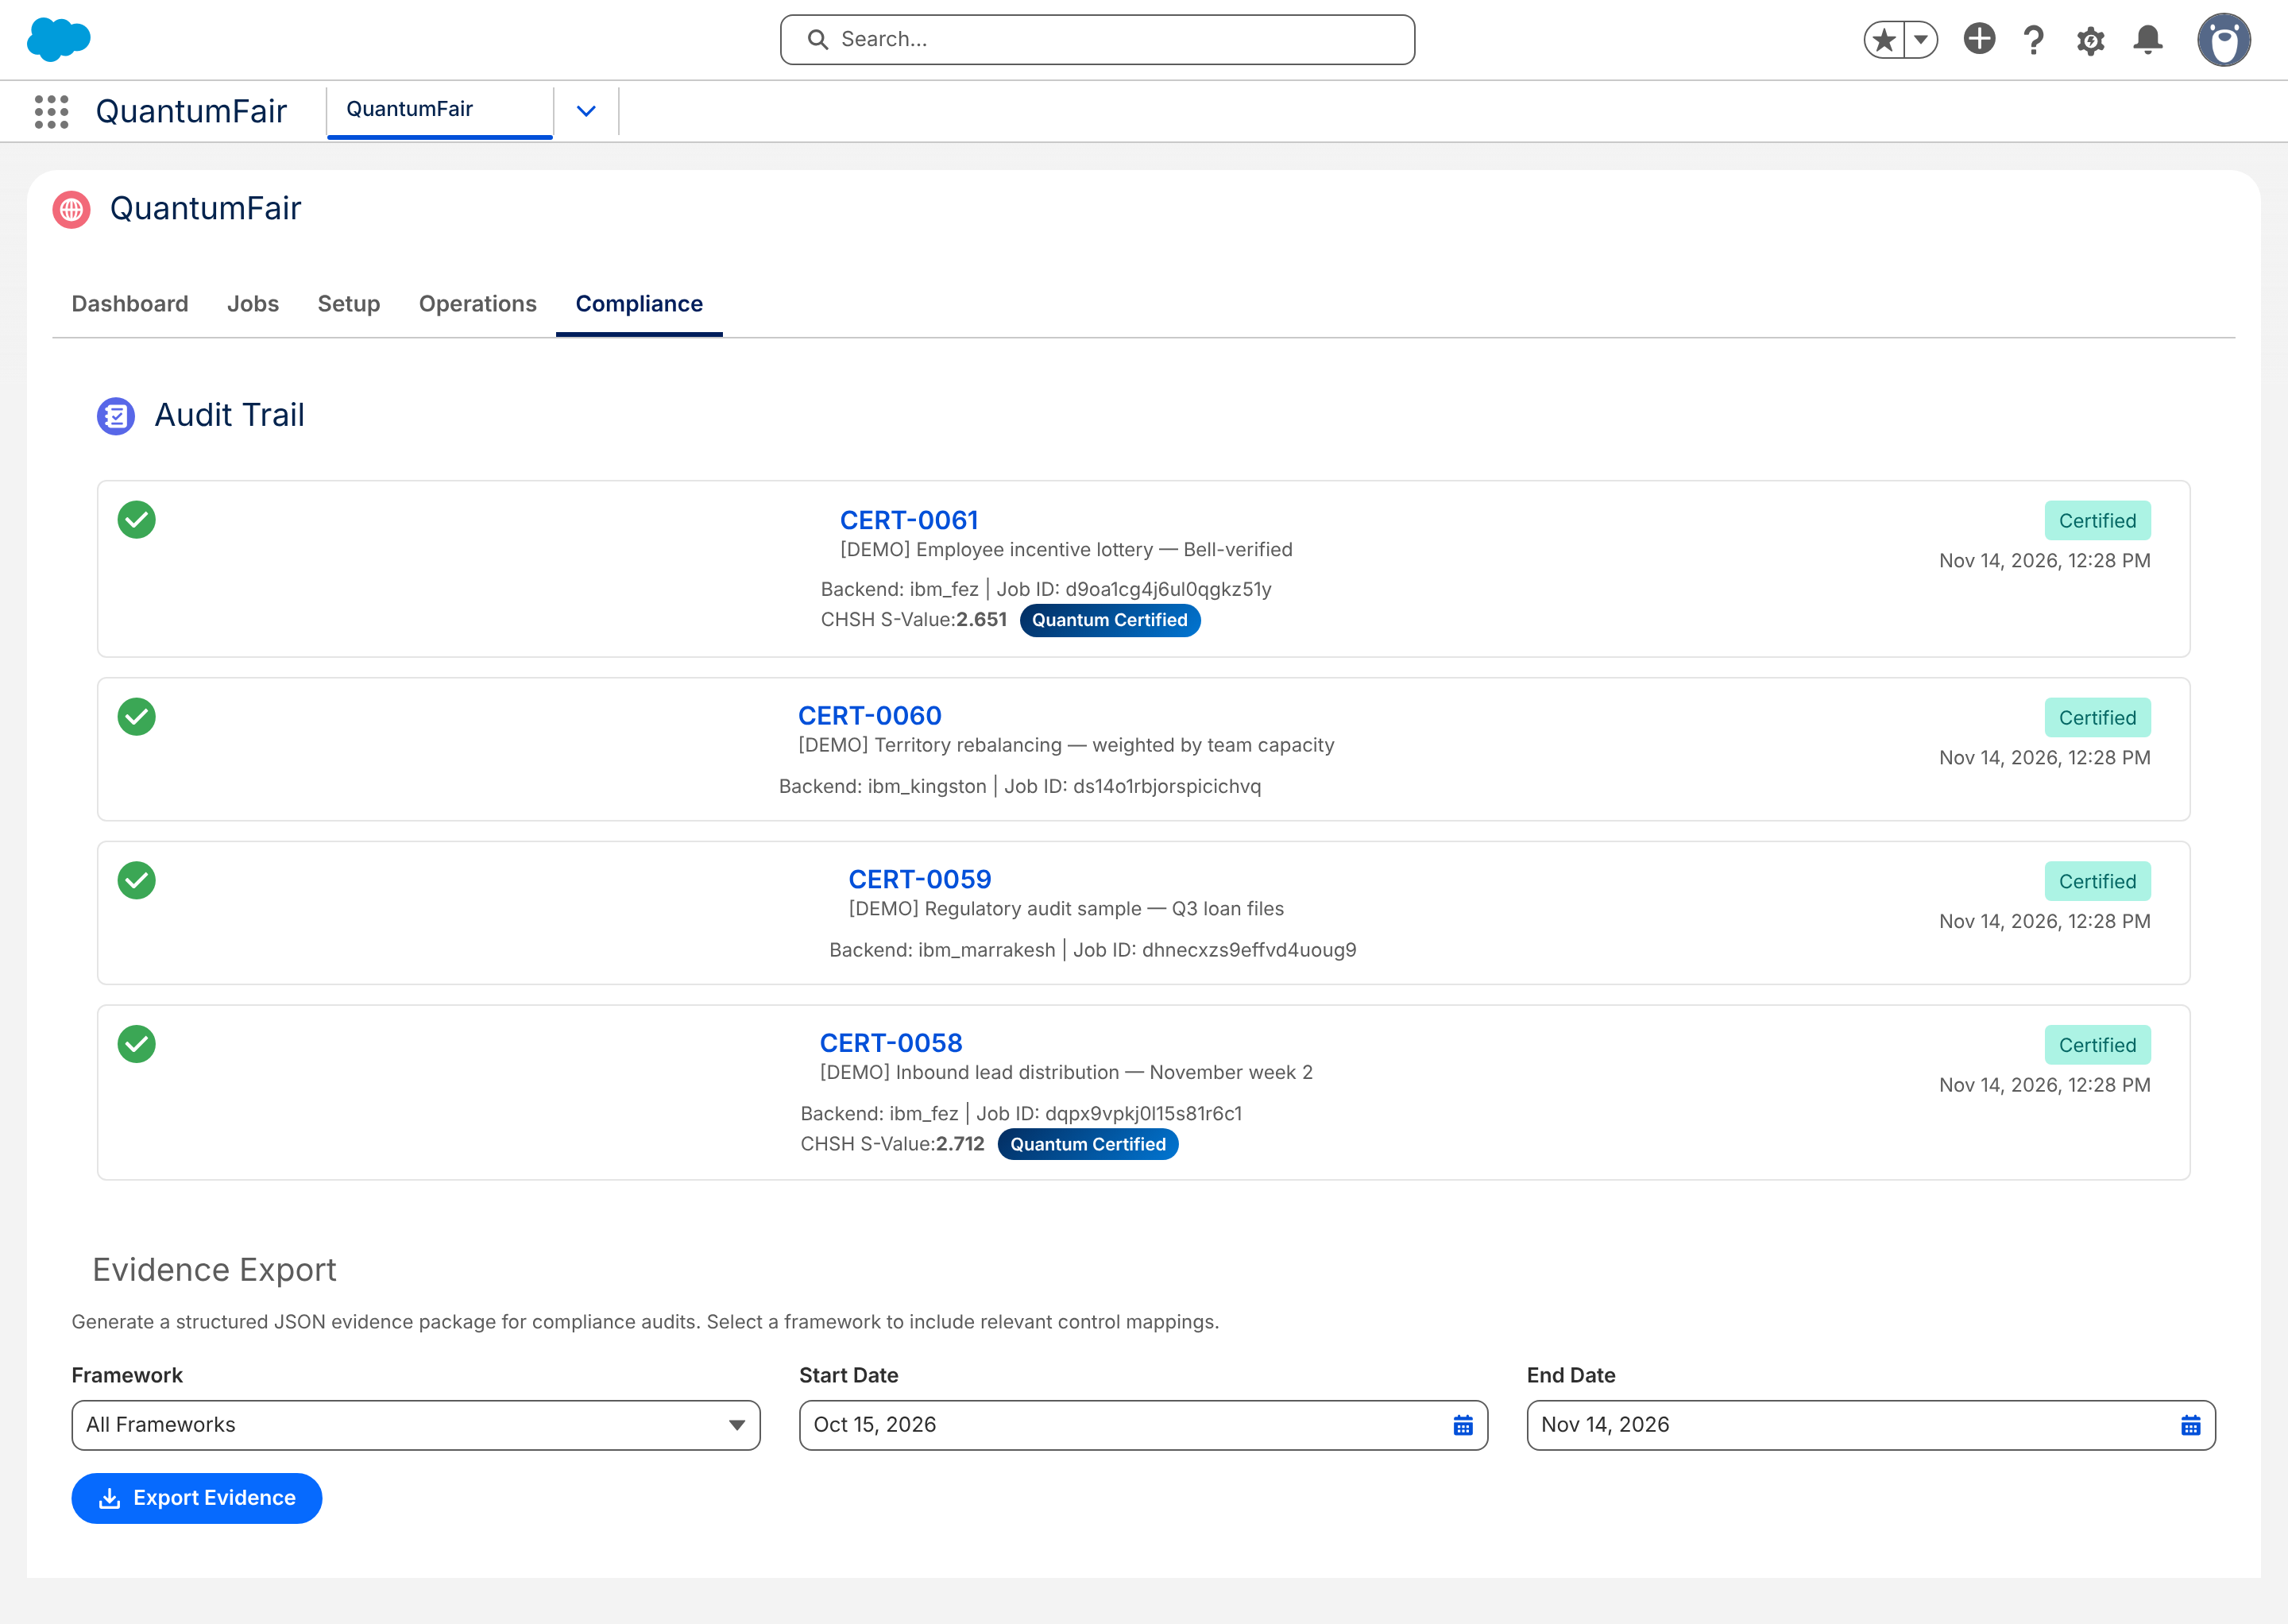 Search...
QuantumFair
QuantumFair
QuantumFair
Dashboard
Jobs
Setup
Operations
Compliance
Audit Trail
CERT-0061
[DEMO] Employee incentive lottery — Bell-verified
Backend: ibm_fez | Job ID: d9oa1cg4j6ul0qgkz51y
CHSH S-Value:2.651 Quantum Certified
Certified
Nov 14, 2026, 12:28 PM
CERT-0060
[DEMO] Territory rebalancing — weighted by team capacity
Backend: ibm_kingston | Job ID: ds14o1rbjorspicichvq
Certified
Nov 14, 2026, 12:28 PM
CERT-0059
[DEMO] Regulatory audit sample — Q3 loan files
Backend: ibm_marrakesh | Job ID: dhnecxzs9effvd4uoug9
Certified
Nov 14, 2026, 12:28 PM
CERT-0058
[DEMO] Inbound lead distribution — November week 2
Backend: ibm_fez | Job ID: dqpx9vpkj0l15s81r6c1
CHSH S-Value:2.712 Quantum Certified
Certified
Nov 14, 2026, 12:28 PM
Evidence Export
Generate a structured JSON evidence package for compliance audits. Select a framework to include relevant control mappings.
Framework
All Frameworks
Start Date
Oct 15, 2026
End Date
Nov 14, 2026
Export Evidence